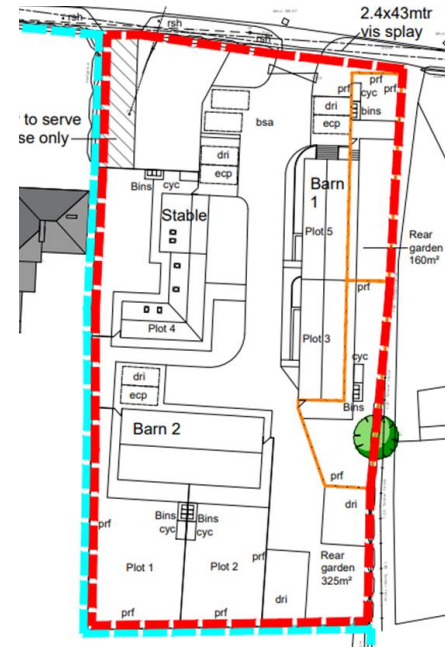 2.4x43mtr
vis splay
rsh
rsh
rsh
rsh
prf
prf
prf
cyc
Bins
to serve
se only
bsa
dri
ecp
dri
ecp
Bins
cyc
Stable
Barn
1
Plot 5
Rear
garden
160m²
prf
Plot 4
Plot 3
cyc
Bins
dri
ecp
Barn 2
prf
dri
Bins
Bins
cyc
cyc
prf
prf
Plot 1
Plot 2
Rear
garden
325m²
dri
prf
prf